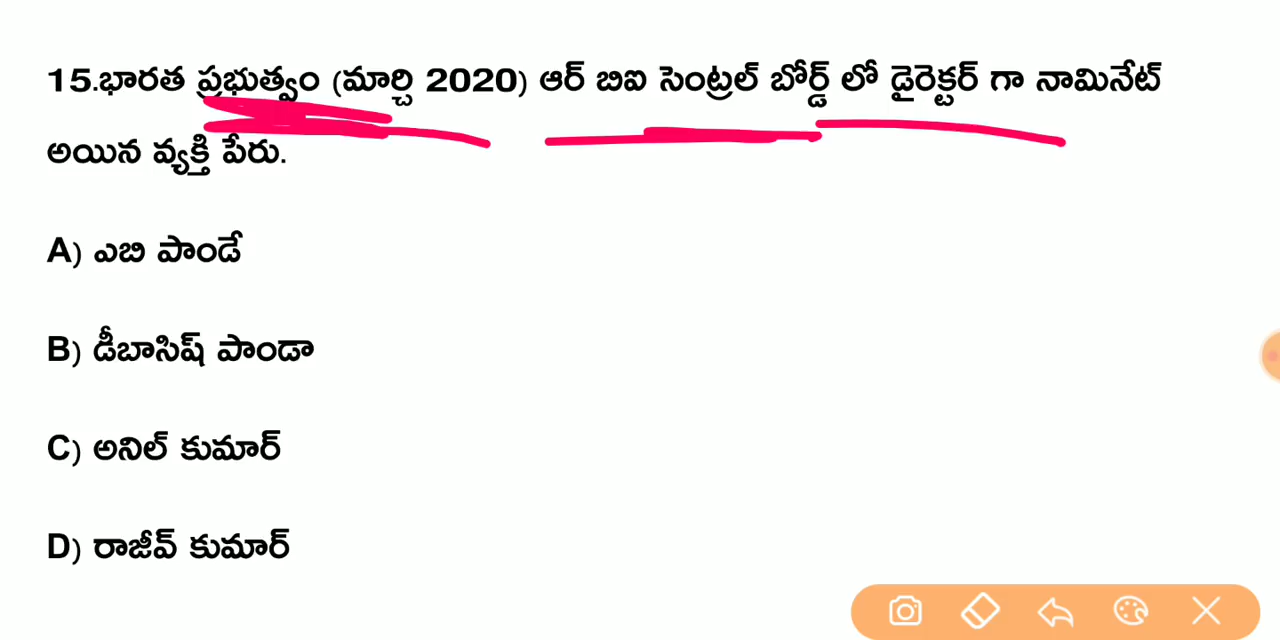 15.భారత ప్రభుత్వం (మార్చి 2020) ఆర్ బిఐ సెంట్రల్ బోర్డ్ లో డైరెక్టర్ గా నామినేట్
అయిన వ్యక్తి పేరు.
A) ఎబి పాండే
B) డీబాసిష్ పాండా
C) అనిల్ కుమార్
D) రాజీవ్ కుమార్